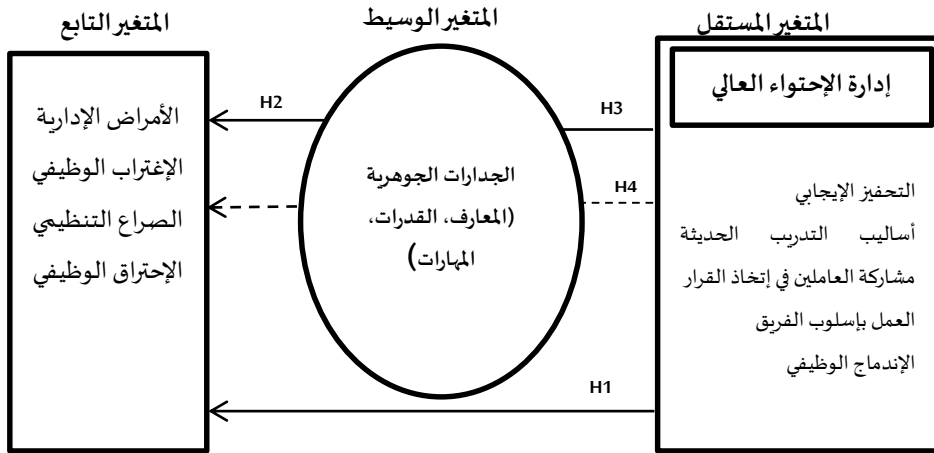 المتغير المستقل
المتغير الوسيط
المتغير التابع
إدارة الإحتواء العالي
التحفيز الإيجابي
أساليب التدريب الحديثة
مشاركة العاملين في إتخاذ القرار
العمل بإسلوب الفريق
الإندماج الوظيفي
H3
H4
H1
الجدارات الجوهرية
(المعارف، القدرات،
المهارات)
H2
الأمراض الإدارية
الإغتراب الوظيفي
الصراع التنظيمي
الإحتراق الوظيفي